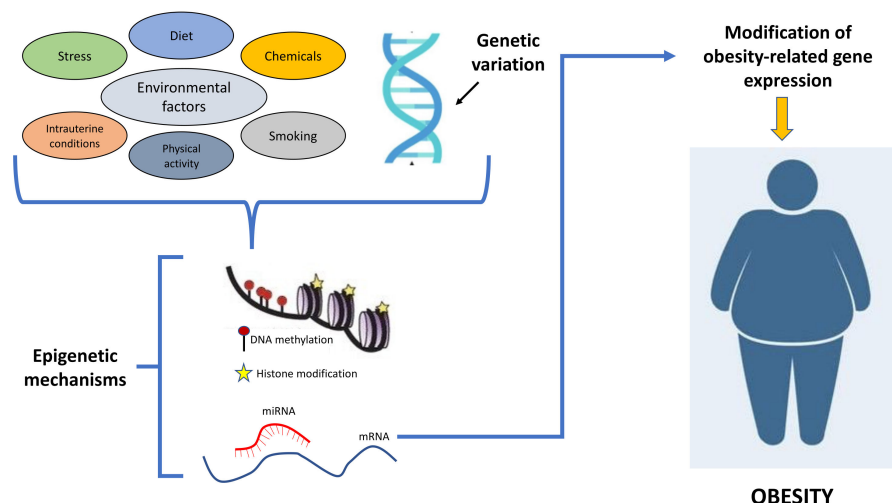 Stress
Diet
Chemicals
Environmental
factors
Intrauterine
conditions
Physical
activity
Smoking
Genetic
variation
Modification of
obesity-related gene
expression
Epigenetic
mechanisms
DNA methylation
Histone modification
miRNA
mRNA
OBESITY